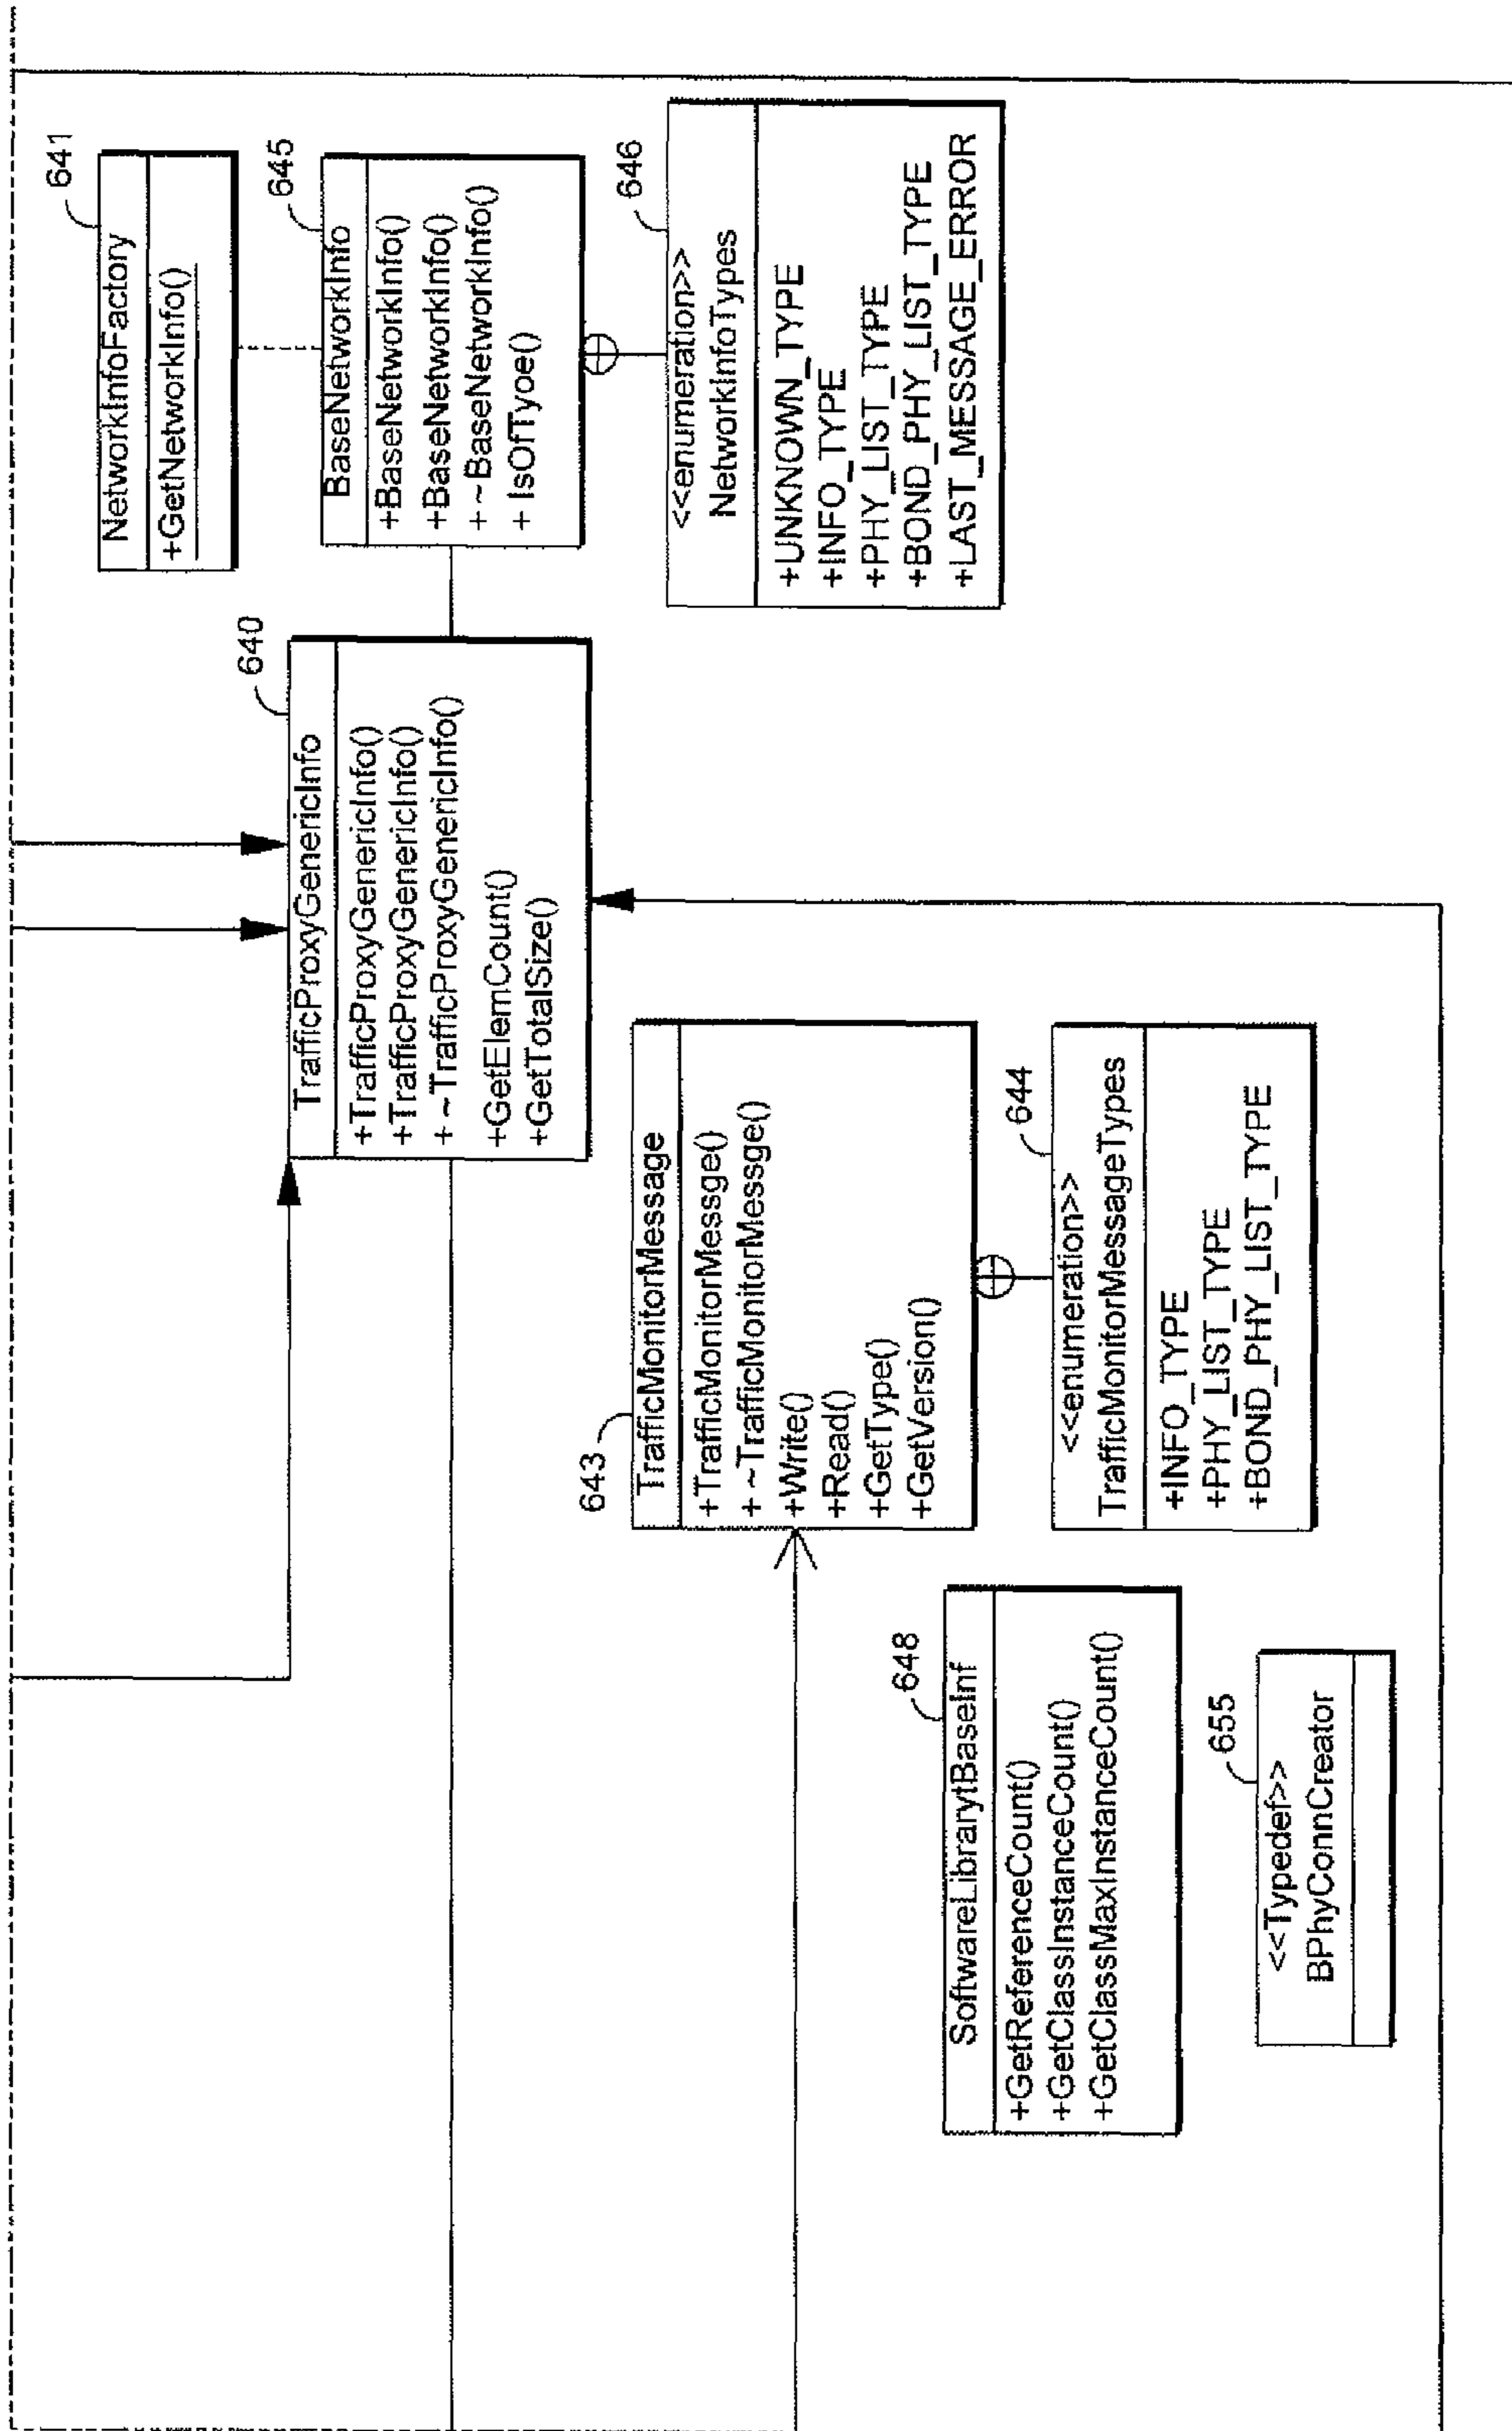 641
NetworkInfoFactory
+GetNetworkInfo()
645
BaseNetworkInfo
+BaseNetworkInfo()
+BaseNetworkInfo()
+ ~BaseNetworkInfo()
+ IsOfType()
646
<<enumeration>>
NetworkInfoTypes
+UNKNOWN_TYPE
+INFO_TYPE
+PHY_LIST_TYPE
+BOND_PHY_LIST_TYPE
+LAST_MESSAGE_ERROR
640
TrafficProxyGenericInfo
+TrafficProxyGenericInfo()
+TrafficProxyGenericInfo()
+ ~TrafficProxyGenericInfo()
+GetElemCount()
+GetTotalSize()
643
TrafficMonitorMessage
+TrafficMonitorMessge()
+ ~TrafficMonitorMessge()
+Write()
+Read()
+GetType()
+GetVersion()
644
<<enumeration>>
TrafficMonitorMessageTypes
+INFO_TYPE
+PHY_LIST_TYPE
+BOND_PHY_LIST_TYPE
648
SoftwareLibrarytBaseInf
+GetReferenceCount()
+GetClassInstanceCount()
+GetClassMaxInstanceCount()
655
<<Typedef>>
BPhyConnCreator